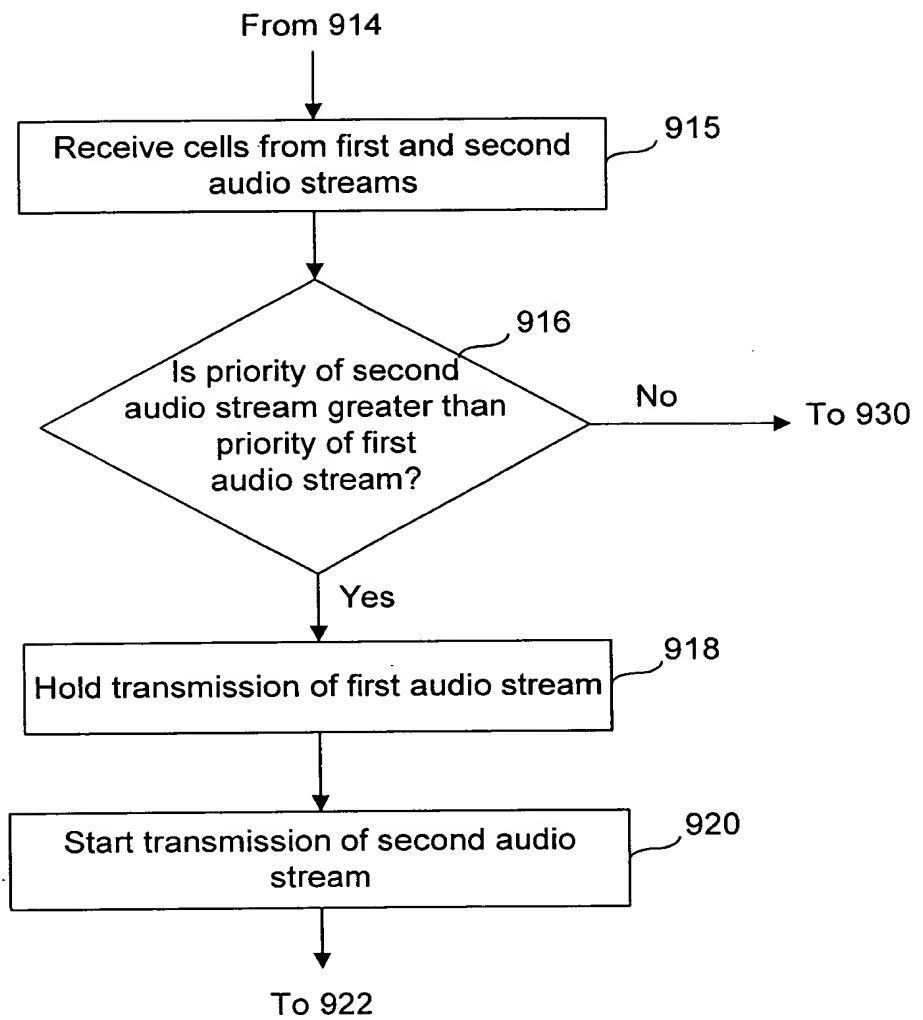 From 914
Receive cells from first and second
audio streams
915
916
Is priority of second
audio stream greater than
priority of first
audio stream?
No
To 930
Yes
Hold transmission of first audio stream
918
Start transmission of second audio
stream
920
To 922